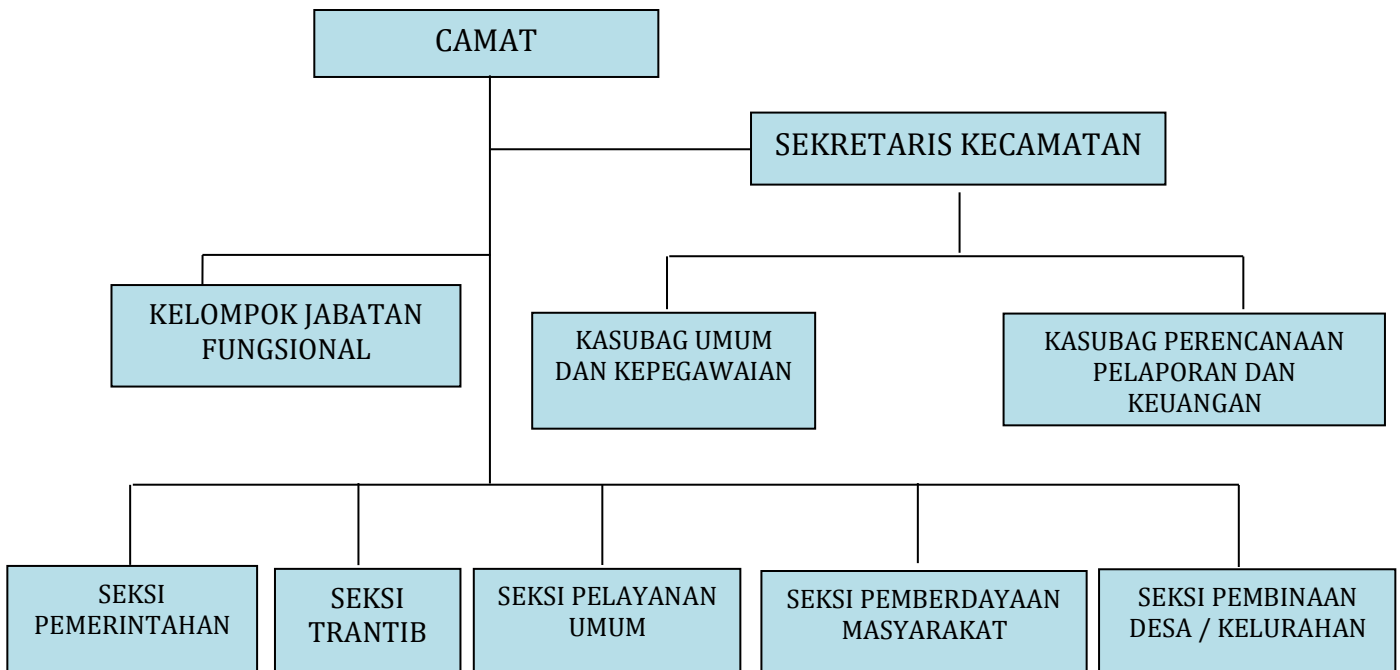 CAMAT
SEKRETARIS KECAMATAN
KELOMPOK JABATAN
FUNGSIONAL
KASUBAG UMUM
DAN KEPEGAWAIAN
KASUBAG PERENCANAAN
PELAPORAN DAN
KEUANGAN
SEKSI
PEMERINTAHAN
SEKSI
TRANTIB
SEKSI PELAYANAN
UMUM
SEKSI PEMBERDAYAAN
MASYARAKAT
SEKSI PEMBINAAN
DESA / KELURAHAN